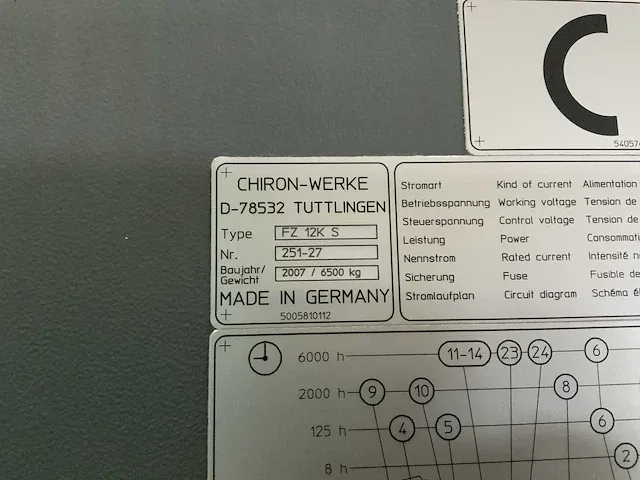 C
54057
CHIRON-WERKE
D-78532 TUTTLINGEN
Type FZ 12K S
Nr. 251-27
Baujahr/ Gewicht 2007 / 6500 kg
MADE IN GERMANY
5005810112
Stromart Kind of current Alimentation
Betriebsspannung Working voltage Tension de
Steuerspannung Control voltage Tension de
Leistung Power
Nennstrom Rated current Intensité
Sicherung Fuse Fusible de
Stromlaufplan Circuit diagram Schéma
6000 h 11-14 23 24 6
2000 h 9 10 8
125 h 4 5 6
8 h 2